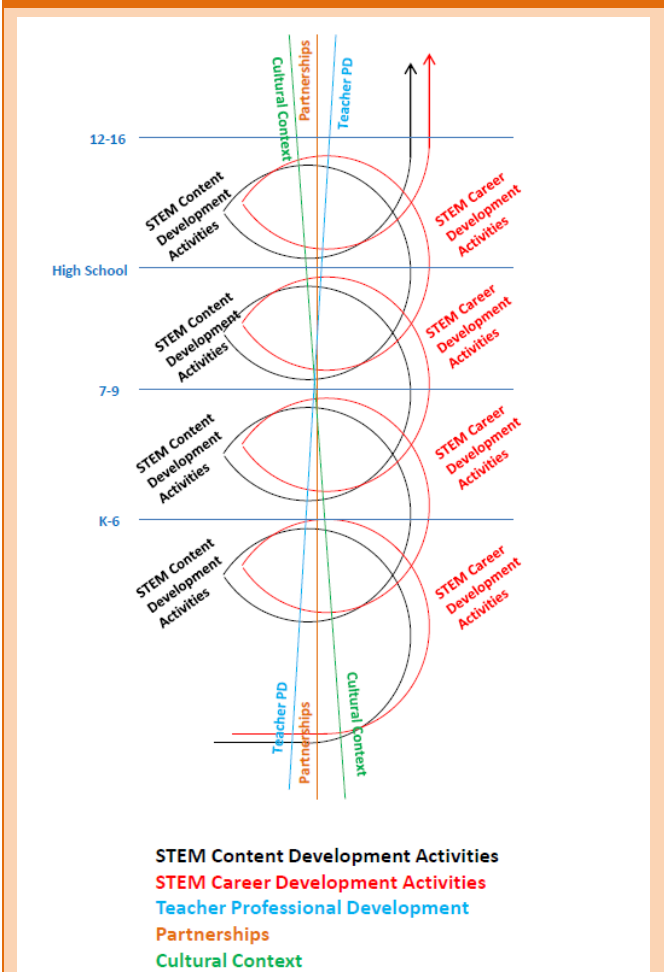 Cultural Context
Partnerships
Teacher PD
12-16
STEM Content
Development
Activities
STEM Career
Development
Activities
High School
STEM Content
Development
Activities
STEM Career
Development
Activities
7-9
STEM Content
Development
Activities
STEM Career
Development
Activities
K-6
STEM Content
Development
Activities
STEM Career
Development
Activities
Teacher PD
Partnerships
Cultural Context
STEM Content Development Activities
STEM Career Development Activities
Teacher Professional Development
Partnerships
Cultural Context